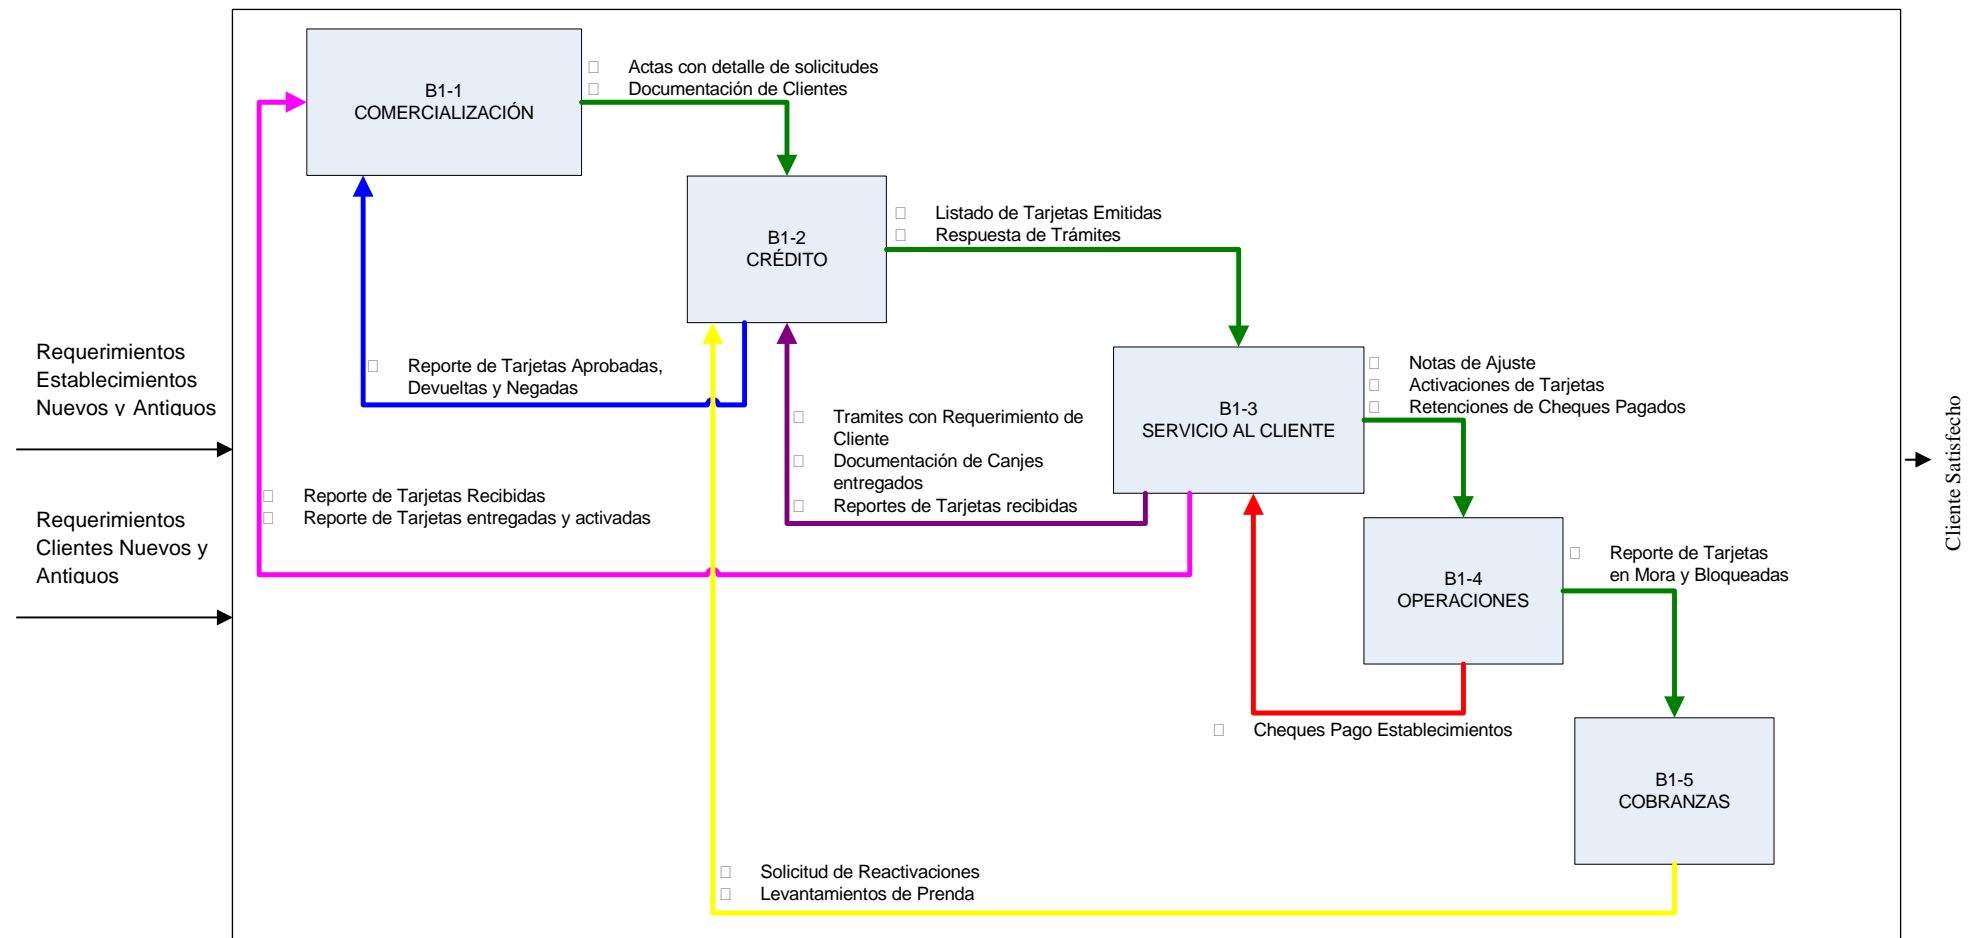 B1-1
COMERCIALIZACIÓN
Actas con detalle de solicitudes
Documentación de Clientes
B1-2
CRÉDITO
Listado de Tarjetas Emitidas
Respuesta de Trámites
Requerimientos
Establecimientos
Nuevos y Antiguos
Reporte de Tarjetas Aprobadas,
Devueltas y Negadas
B1-3
SERVICIO AL CLIENTE
Notas de Ajuste
Activaciones de Tarjetas
Retenciones de Cheques Pagados
Tramites con Requerimiento de
Cliente
Documentación de Canjes
entregados
Reportes de Tarjetas recibidas
Cliente Satisfecho
Reporte de Tarjetas Recibidas
Reporte de Tarjetas entregadas y activadas
Requerimientos
Clientes Nuevos y
Antiguos
B1-4
OPERACIONES
Reporte de Tarjetas
en Mora y Bloqueadas
Cheques Pago Establecimientos
B1-5
COBRANZAS
Solicitud de Reactivaciones
Levantamientos de Prenda